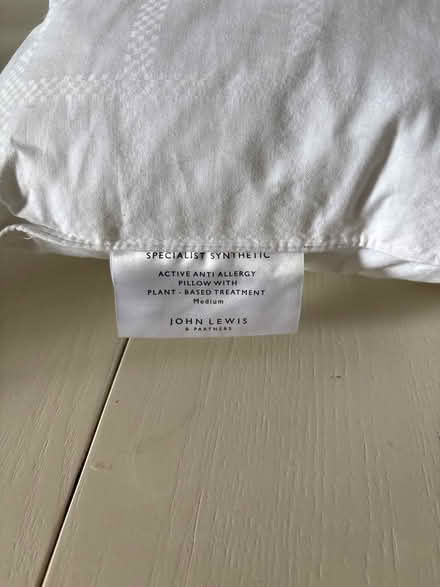 SPECIALIST SYNTHETIC
ACTIVE ANTI ALLERGY
PILLOW WITH
PLANT - BASED TREATMENT
Medium
JOHN LEWIS
& PARTNERS